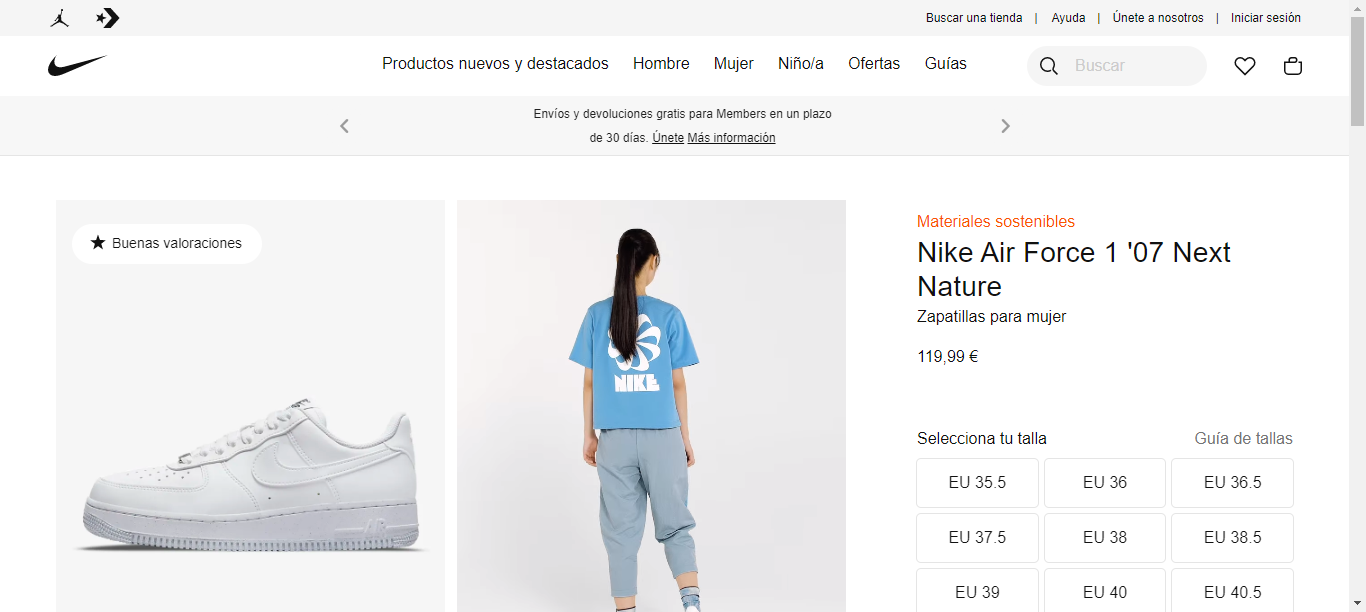 Buscar una tienda | Ayuda | Únete a nosotros | Iniciar sesión
Productos nuevos y destacados Hombre Mujer Niño/a Ofertas Guías Buscar
Envíos y devoluciones gratis para Members en un plazo
de 30 días. Únete Más información
Buenas valoraciones
NIKE
Materiales sostenibles
Nike Air Force 1 '07 Next
Nature
Zapatillas para mujer
119,99 €
Selecciona tu talla Guía de tallas
EU 35.5 EU 36 EU 36.5
EU 37.5 EU 38 EU 38.5
EU 39 EU 40 EU 40.5